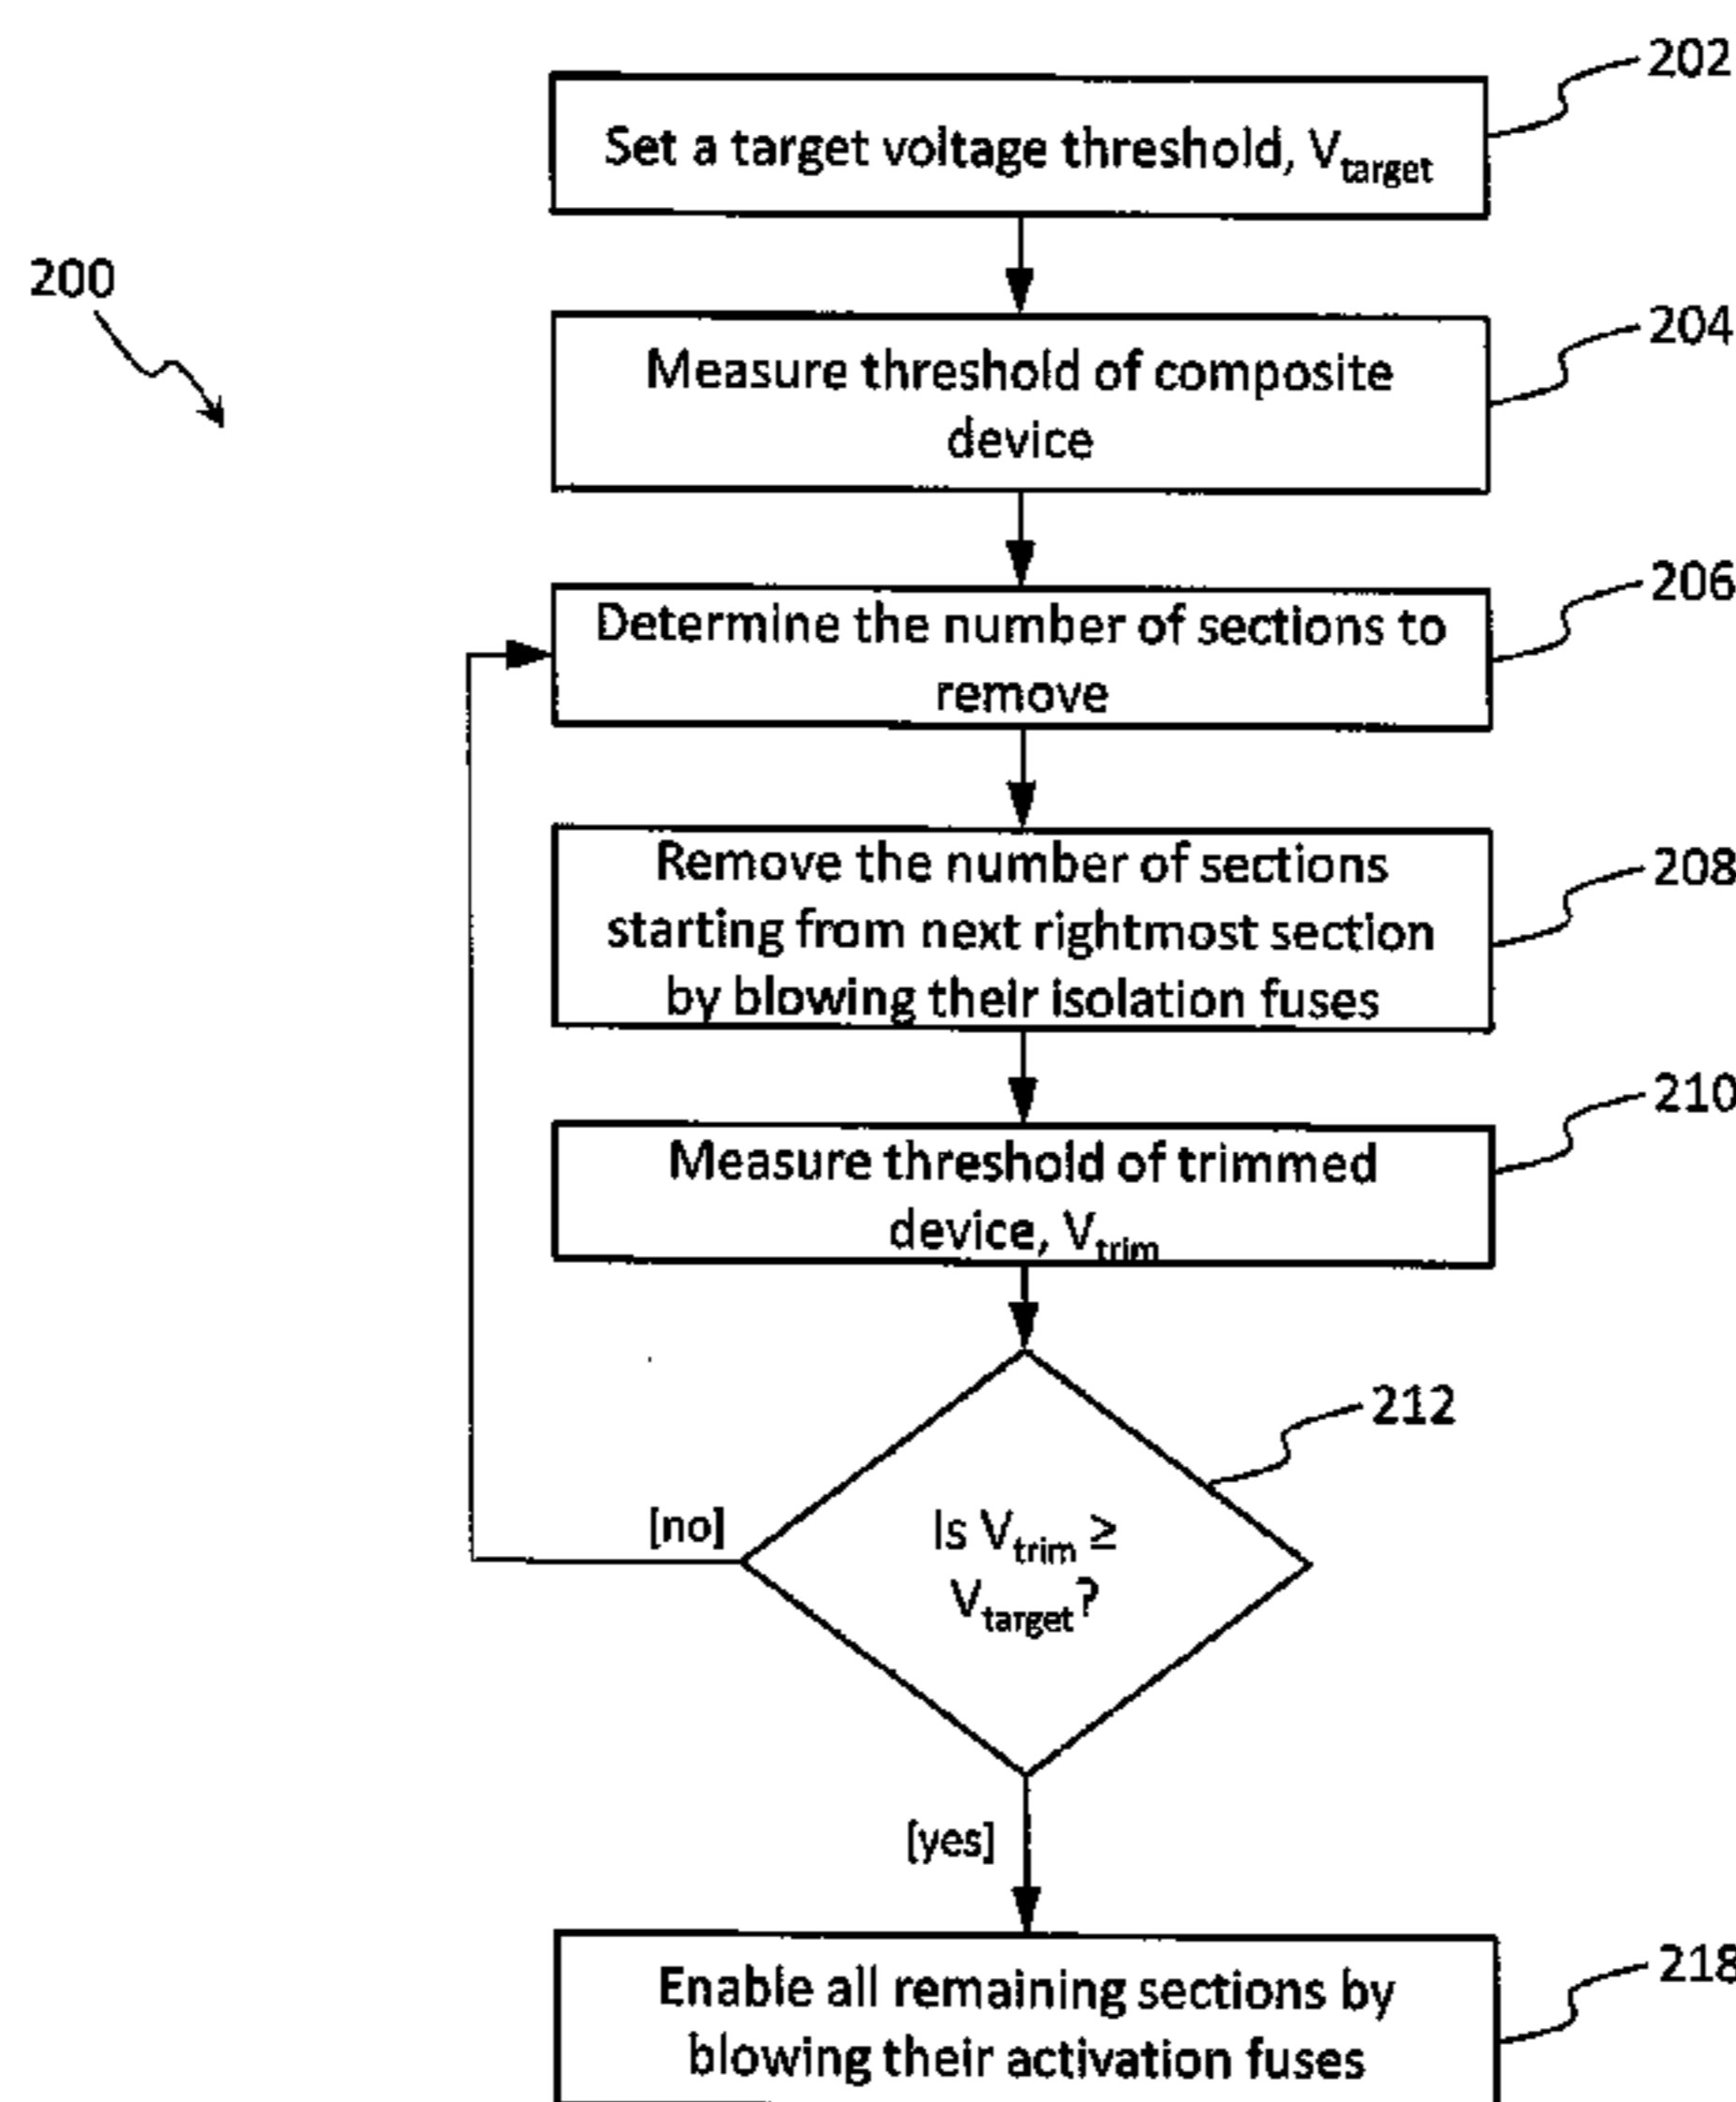 202
Set a target voltage threshold, Vtarget
200
204
Measure threshold of composite
device
206
Determine the number of sections to
remove
208
Remove the number of sections
starting from next rightmost section
by blowing their isolation fuses
210
Measure threshold of trimmed
device, Vtrim
212
[no]
Is Vtrim ≥
Vtarget?
[yes]
218
Enable all remaining sections by
blowing their activation fuses